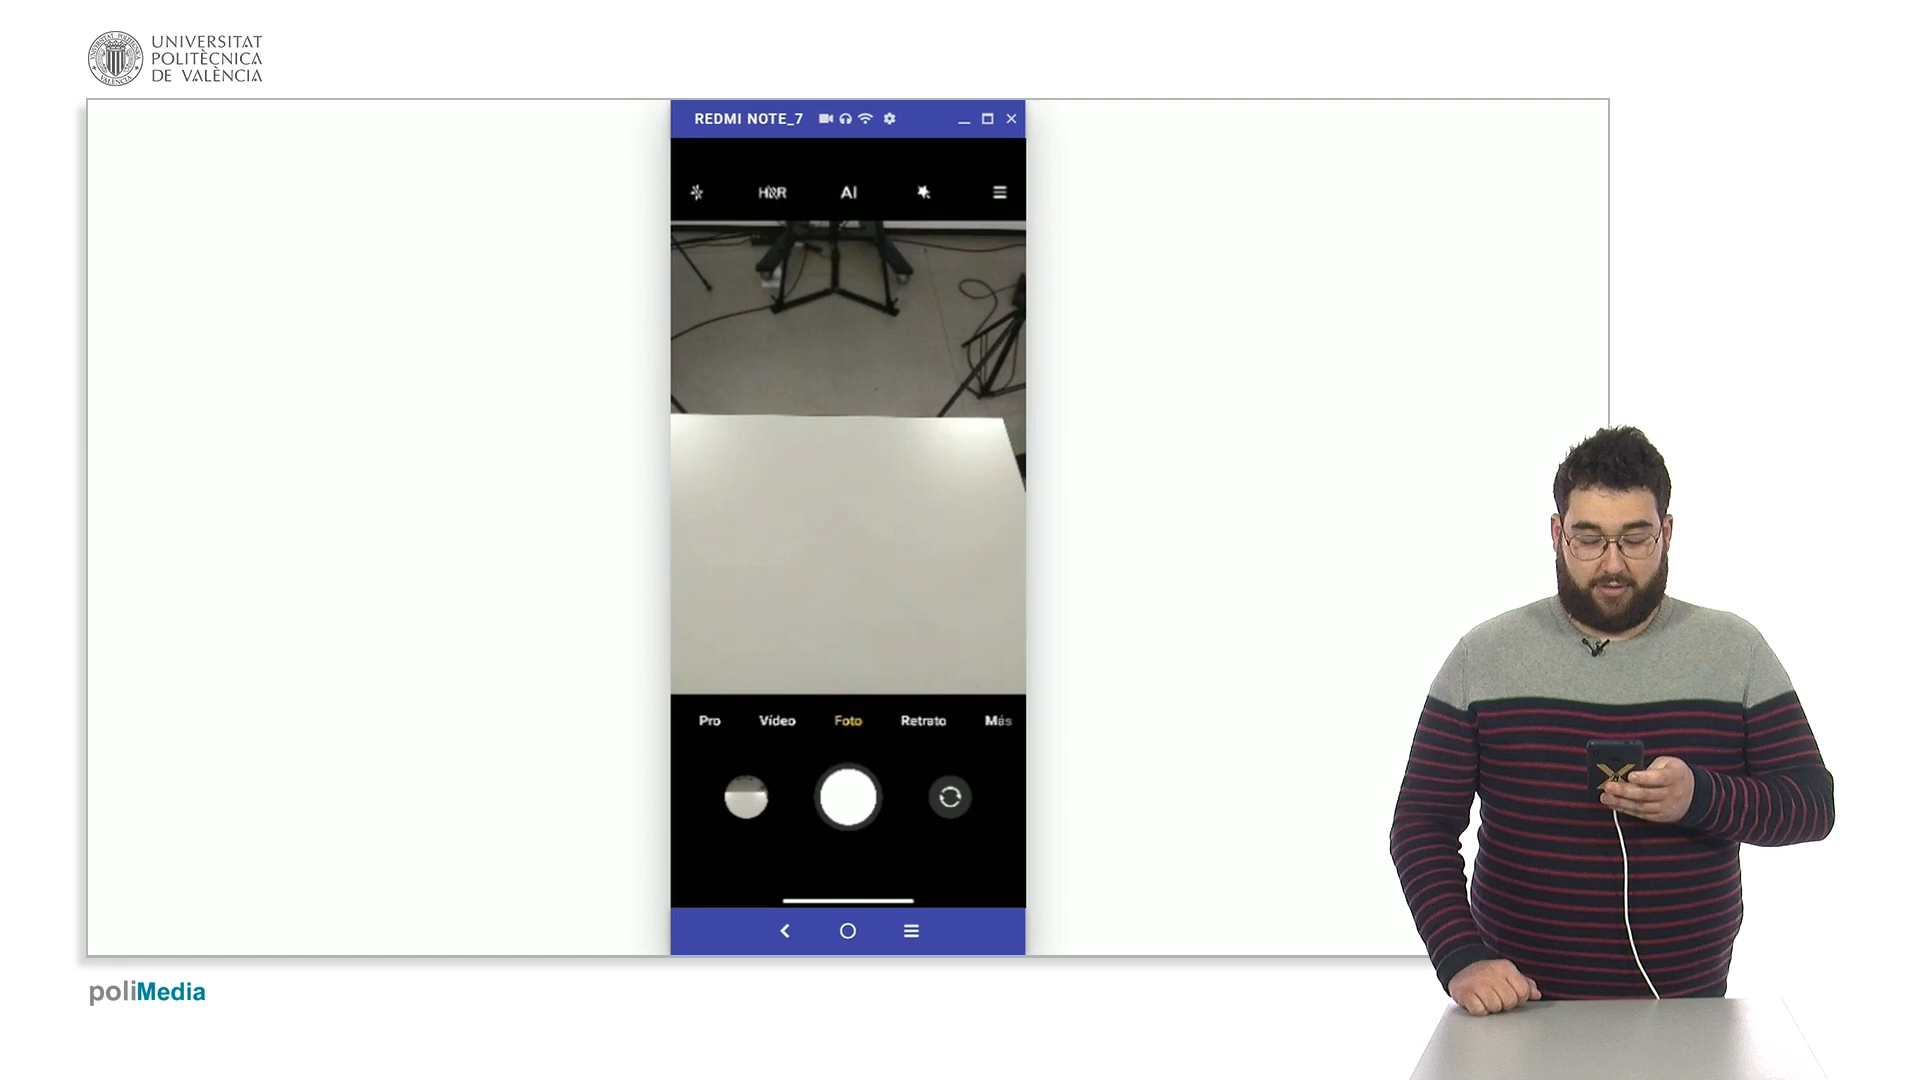 UNIVERSITAT
POLITÈCNICA
DE VALÈNCIA
REDMI NOTE_7
HDR
AI
Pro Vídeo Foto Retrato Más
poliMedia